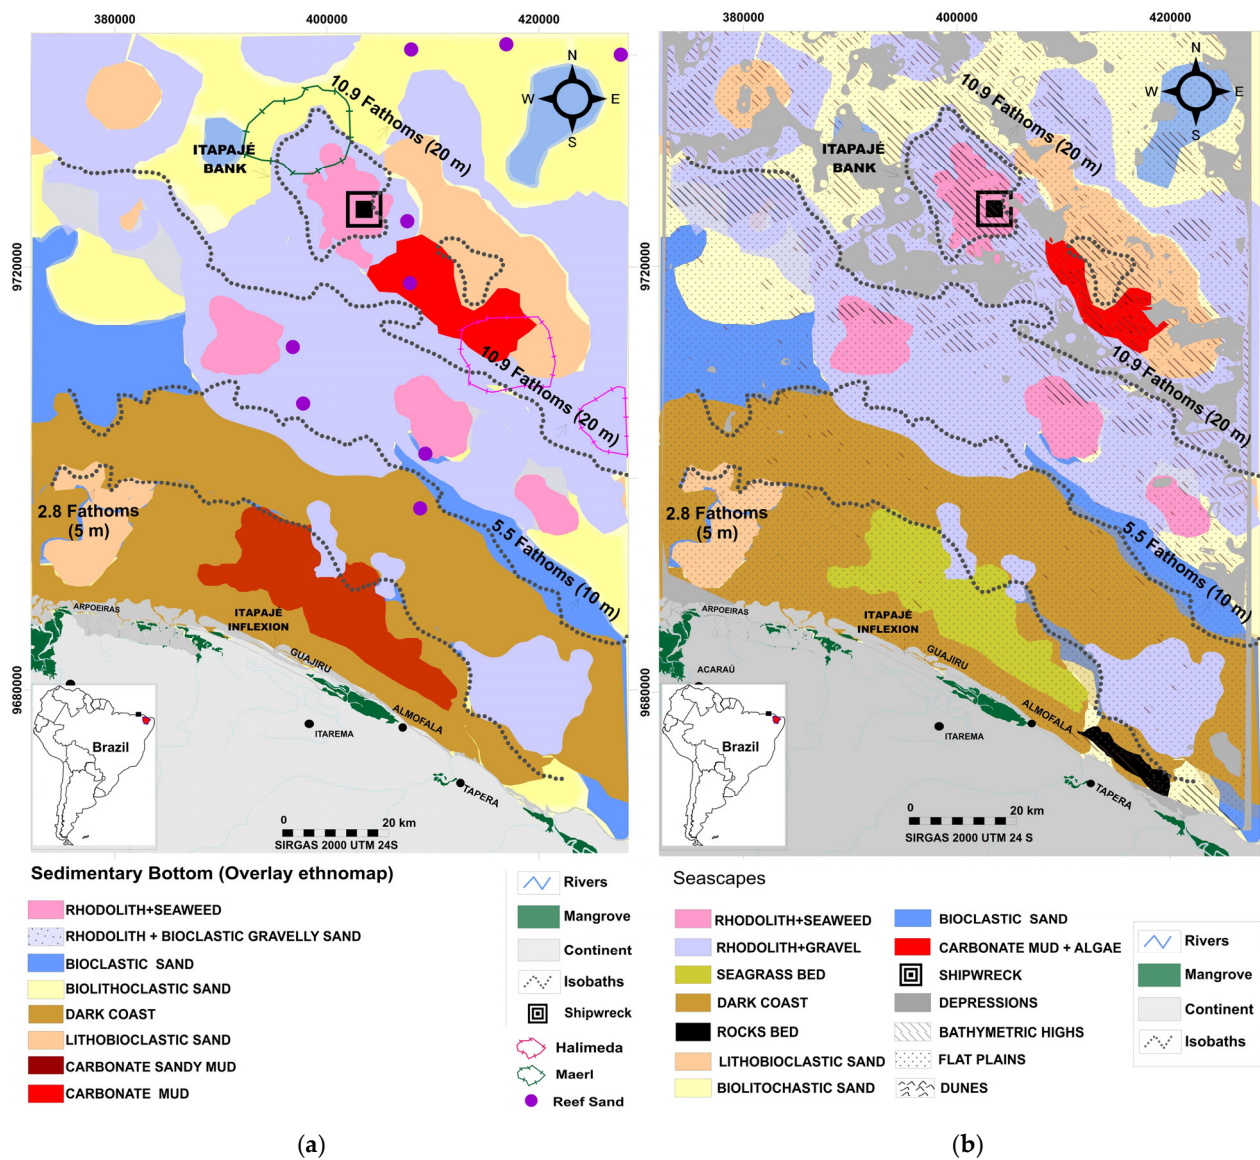 380000
400000
420000
9720000
9680000
N
W
E
S
10.9 Fathoms (20 m)
ITAPAJÉ
BANK
10.9 Fathoms (20 m)
2.8 Fathoms
(5 m)
5.5 Fathoms (10 m)
ITAPAJÉ
INFLEXION
ARPOEIRAS
GUAJIRU
ALMOFALA
ITAREMA
TAPERA
Brazil
0
20 km
SIRGAS 2000 UTM 24S
Sedimentary Bottom (Overlay ethnomap)
RHODOLITH+SEAWEED
RHODOLITH + BIOCLASTIC GRAVELLY SAND
BIOCLASTIC SAND
BIOLITHOCLASTIC SAND
DARK COAST
LITHOBIOCLASTIC SAND
CARBONATE SANDY MUD
CARBONATE MUD
Rivers
Mangrove
Continent
Isobaths
Shipwreck
Halimeda
Maerl
Reef Sand
(a)
380000
400000
420000
9720000
9680000
N
W
E
S
10.9 Fathoms (20 m)
ITAPAJÉ
BANK
10.9 Fathoms (20 m)
2.8 Fathoms
(5 m)
5.5 Fathoms (10 m)
ITAPAJÉ
INFLEXION
ARPOEIRAS
ACARAÚ
GUAJIRU
ALMOFALA
ITAREMA
TAPERA
Brazil
0
20 km
SIRGAS 2000 UTM 24 S
Seascapes
RHODOLITH+SEAWEED
RHODOLITH+GRAVEL
SEAGRASS BED
DARK COAST
ROCKS BED
LITHOBIOCLASTIC SAND
BIOLITOCHASTIC SAND
BIOCLASTIC SAND
CARBONATE MUD + ALGAE
SHIPWRECK
DEPRESSIONS
BATHYMETRIC HIGHS
FLAT PLAINS
DUNES
Rivers
Mangrove
Continent
Isobaths
(b)